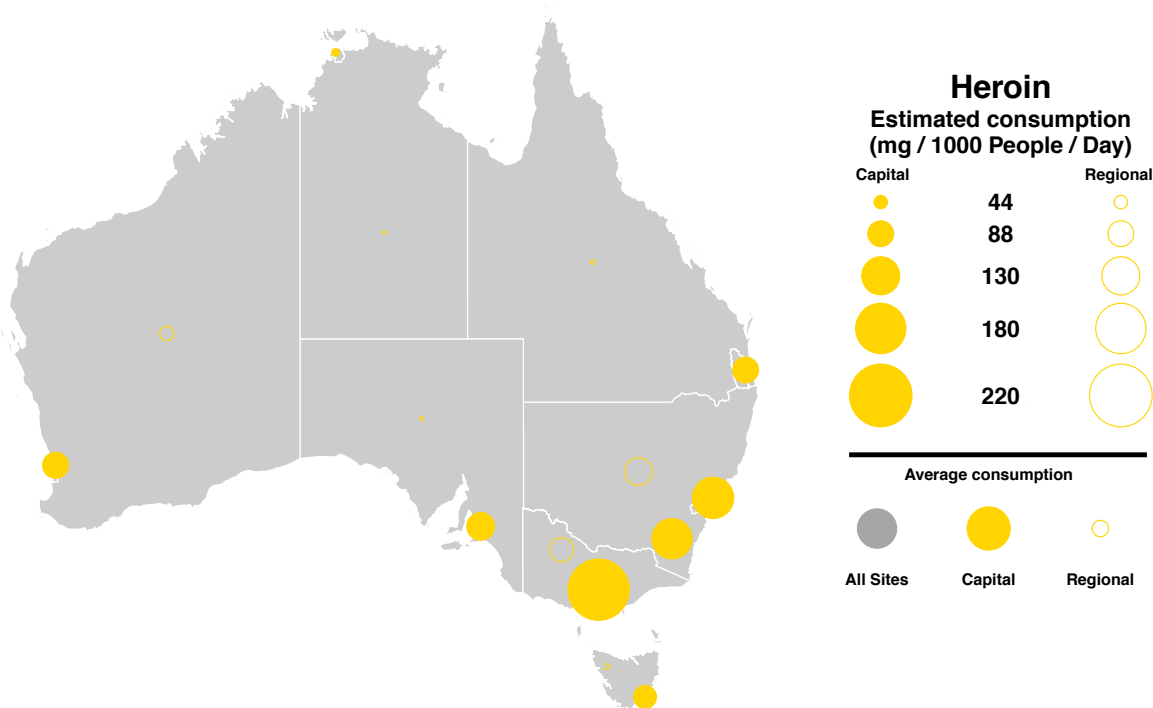 Heroin
Estimated consumption
(mg / 1000 People / Day)
Capital Regional
44
88
130
180
220
Average consumption
All Sites Capital Regional